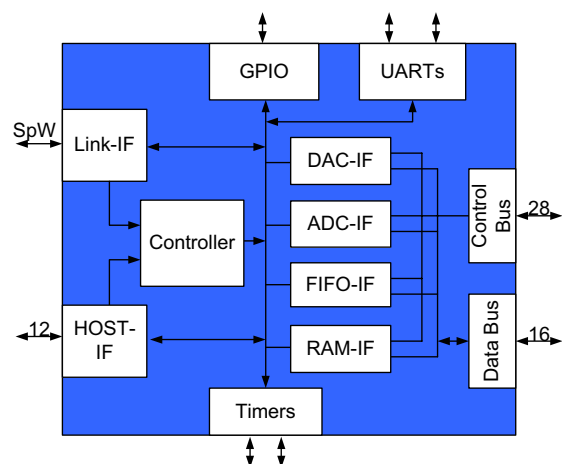 GPIO
UARTs
SpW
Link-IF
DAC-IF
ADC-IF
Control
Bus
28
Controller
FIFO-IF
12
HOST-
IF
RAM-IF
Data Bus
16
Timers